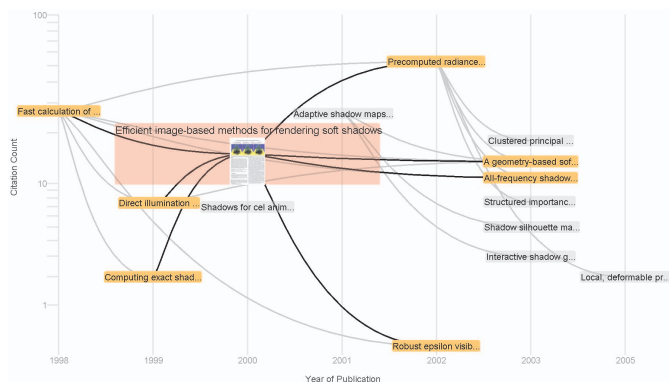 100
Precomputed radiance...
Fast calculation of ...
Adaptive shadow maps...
Efficient image-based methods for rendering soft shadows
Clustered principal ...
A geometry-based sof...
All-frequency shadow...
10
Direct illumination ...
Shadows for cel anim...
Structured importanc...
Shadow silhouette ma...
Interactive shadow g...
Computing exact shad...
Local, deformable pr...
1
Robust epsilon visib...
Citation Count
1998 1999 2000 2001 2002 2003 2005
Year of Publication